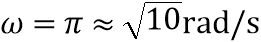 ω = π ≈ √10rad/s